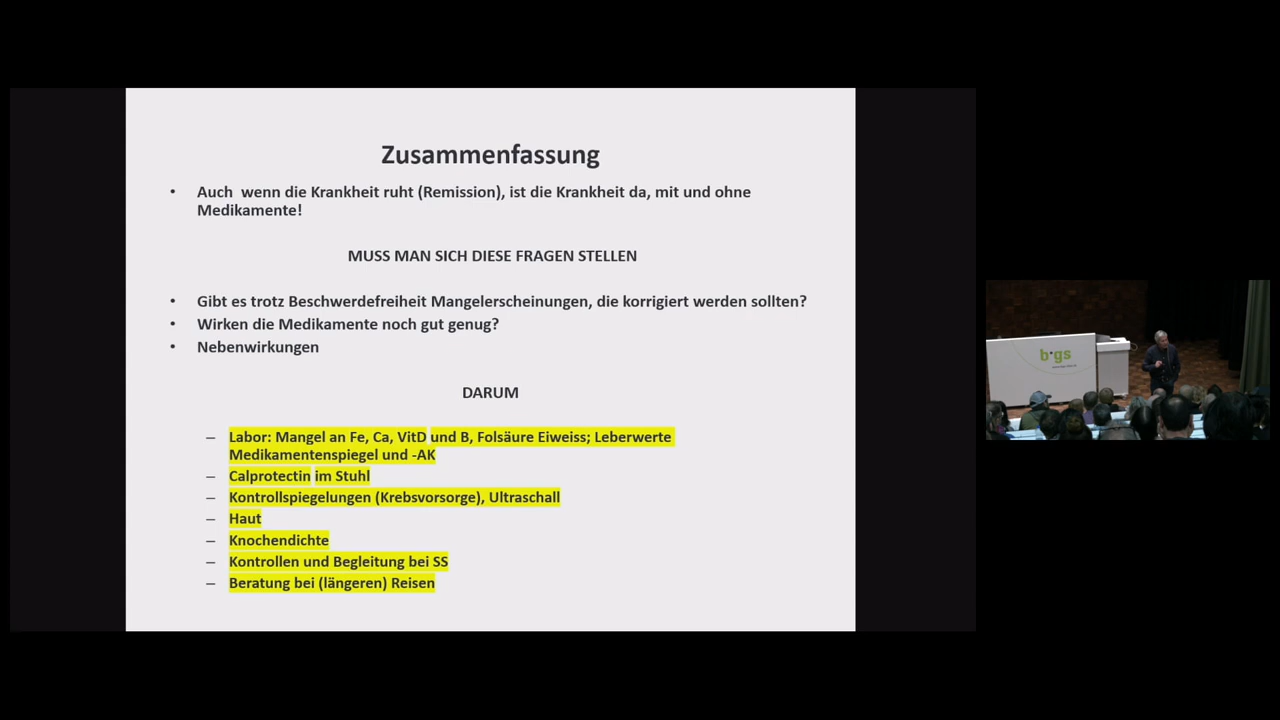 Zusammenfassung
• Auch  wenn die Krankheit ruht (Remission), ist die Krankheit da, mit und ohne
Medikamente!
MUSS MAN SICH DIESE FRAGEN STELLEN
• Gibt es trotz Beschwerdefreiheit Mangelerscheinungen, die korrigiert werden sollten?
• Wirken die Medikamente noch gut genug?
• Nebenwirkungen
DARUM
– Labor: Mangel an Fe, Ca, VitD und B, Folsäure Eiweiss; Leberwerte
Medikamentenspiegel und -AK
– Calprotectin im Stuhl
– Kontrollspiegelungen (Krebsvorsorge), Ultraschall
– Haut
– Knochendichte
– Kontrollen und Begleitung bei SS
– Beratung bei (längeren) Reisen
b·gs